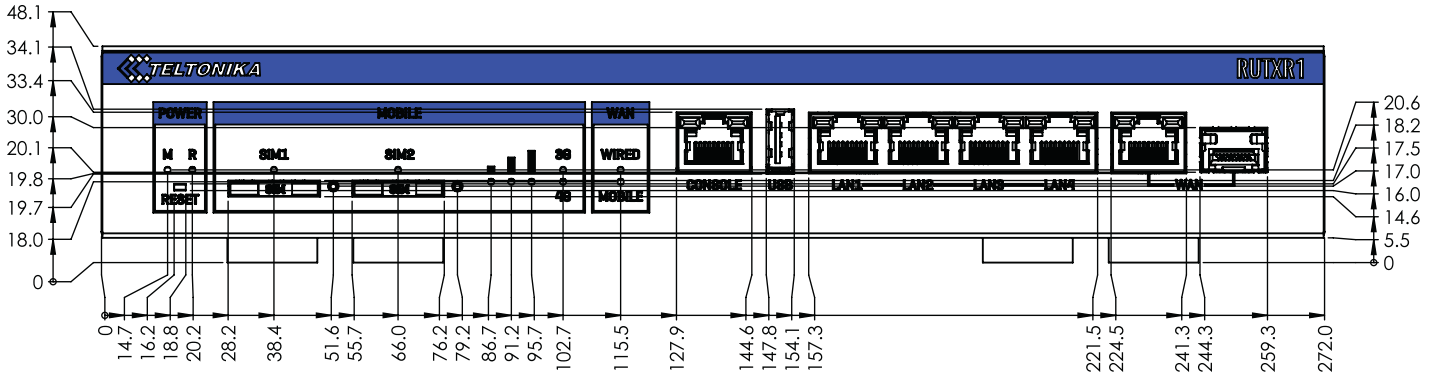 48.1
34.1
33.4
30.0
20.1
19.8
19.7
18.0
0
TELTONIKA
RUTXR1
POWER
MOBILE
WAN
M R
SIM1
SIM2
3G
WIRED
SIM
SIM
RESET
4G
MOBILE
CONSOLE
USB
LAN1
LAN2
LAN3
LAN4
WAN
20.6
18.2
17.5
17.0
16.0
14.6
5.5
0
0
14.7
16.2
18.8
20.2
28.2
38.4
51.6
55.7
66.0
76.2
79.2
86.7
91.2
95.7
102.7
115.5
127.9
144.6
147.8
154.1
157.3
221.5
224.5
241.3
244.3
259.3
272.0